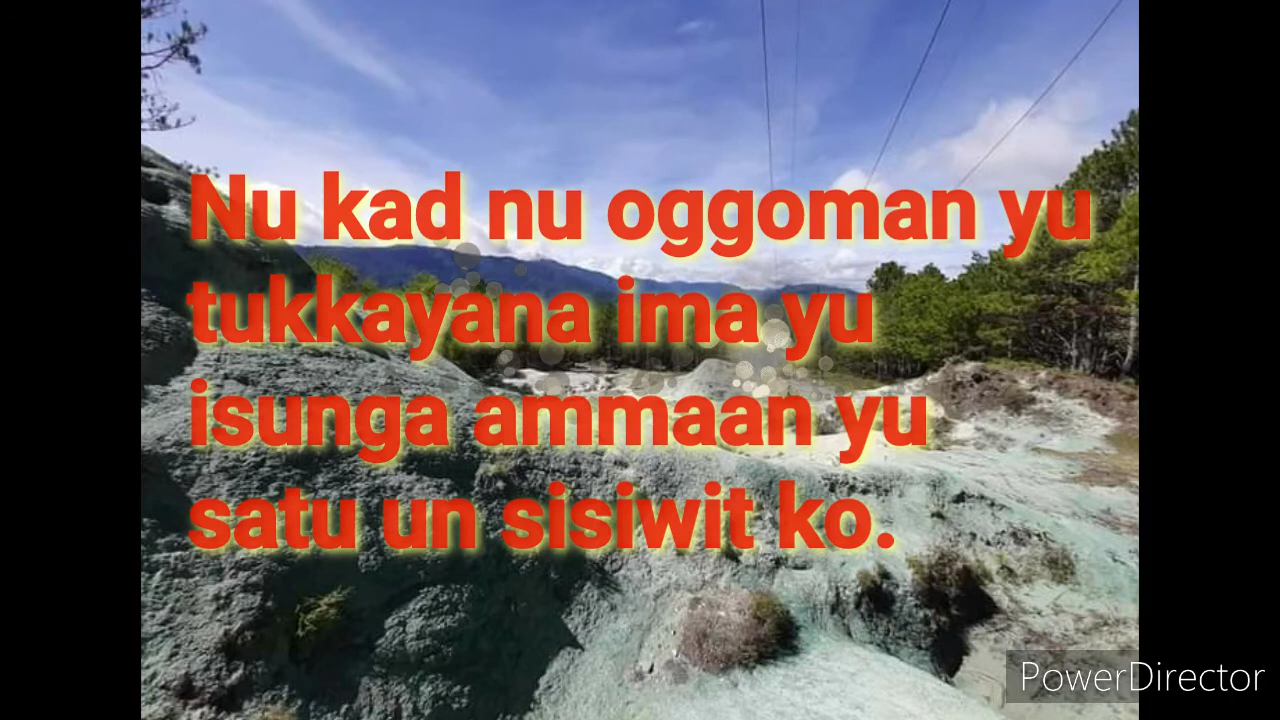 Nu kad nu oggoman yu
tukkayana ima yu
isunga ammaan yu
satu un sisiwit ko.
PowerDirector